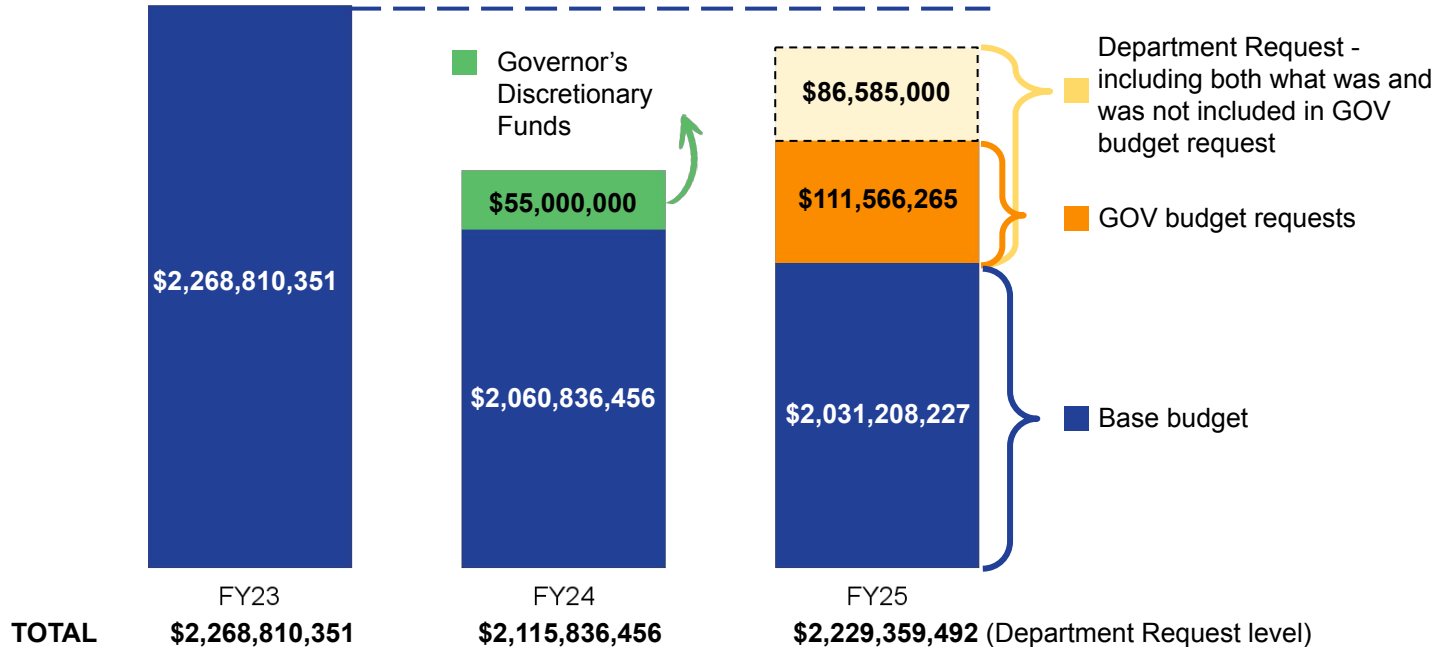 Governor's
Discretionary
Funds
Department Request -
including both what was and
was not included in GOV
budget request
GOV budget requests
Base budget
$2,268,810,351
$55,000,000
$2,060,836,456
$86,585,000
$111,566,265
$2,031,208,227
FY23
FY24
FY25
TOTAL $2,268,810,351 $2,115,836,456 $2,229,359,492 (Department Request level)